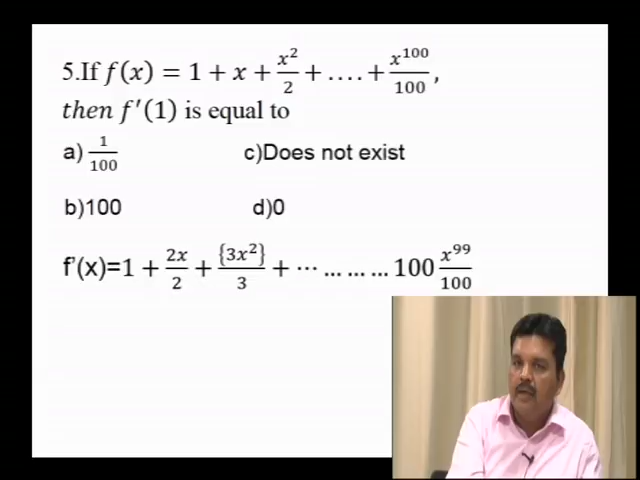 5.If f(x) = 1 + x + x²/2 + .... + x¹⁰⁰/100,
then f′(1) is equal to
a) 1/100 c)Does not exist
b)100 d)0
f'(x)=1 + 2x/2 + {3x²}/3 + ⋯ ... ... ... 100 x⁹⁹/100